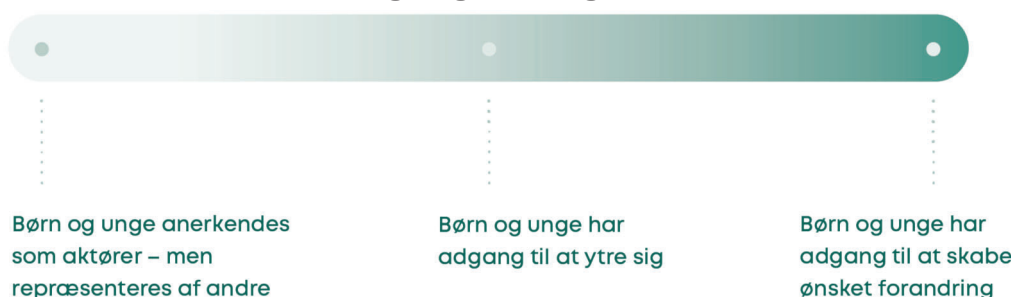 Børn og unge anerkendes
som aktører – men
repræsenteres af andre
Børn og unge har
adgang til at ytre sig
Børn og unge har
adgang til at skabe
ønsket forandring